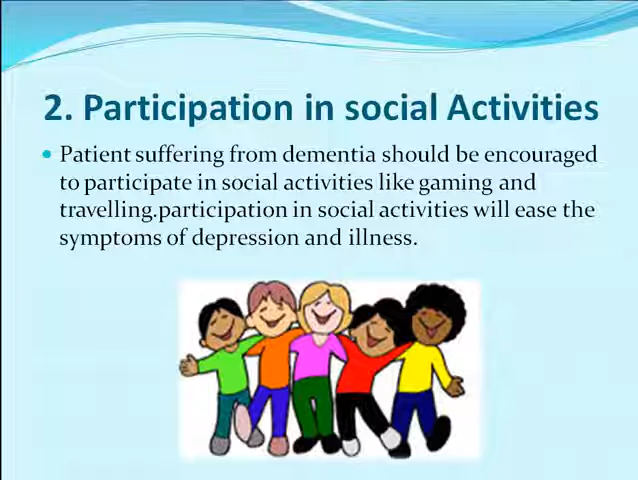 2. Participation in social Activities
Patient suffering from dementia should be encouraged
to participate in social activities like gaming and
travelling.participation in social activities will ease the
symptoms of depression and illness.